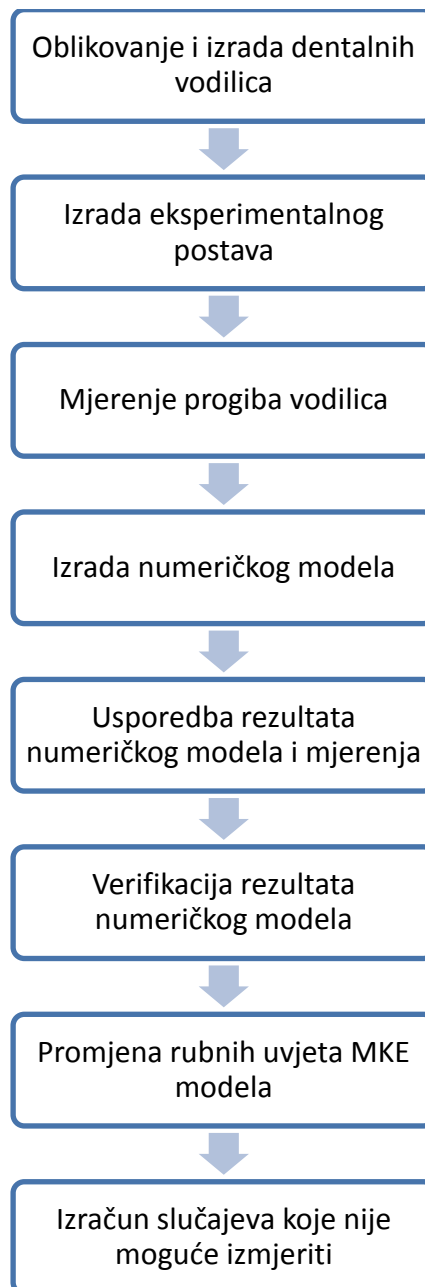 Oblikovanje i izrada dentalnih
vodilica
Izrada eksperimentalnog
postava
Mjerenje progiba vodilica
Izrada numeričkog modela
Usporedba rezultata
numeričkog modela i mjerenja
Verifikacija rezultata
numeričkog modela
Promjena rubnih uvjeta MKE
modela
Izračun slučajeva koje nije
moguće izmjeriti